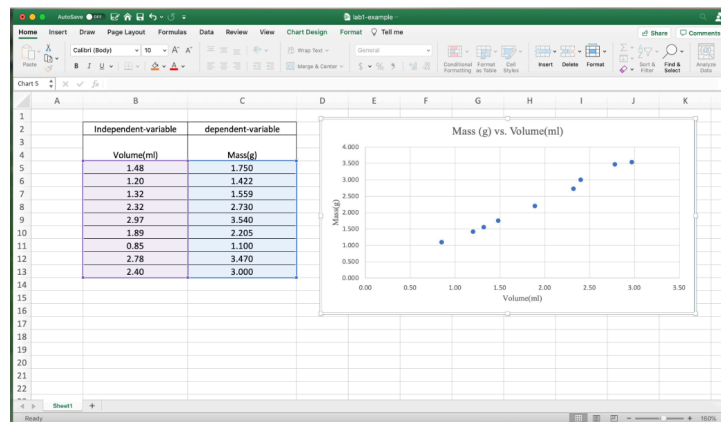 AutoSave OFF
lab1-example
Home Insert Draw Page Layout Formulas Data Review View Chart Design Format Tell me
Share Comments
Paste
Calibri (Body) 10 A^ A˅
B I U A
Wrap Text
Merge & Center
General
$ % 9
Conditional Formatting
Format as Table
Cell Styles
Insert Delete Format
Sort & Filter
Find & Select
Analyze Data
Chart 5 fx
A B C D E F G H I J K
1
2 Independent-variable dependent-variable
3
4 Volume(ml) Mass(g)
5 1.48 1.750
6 1.20 1.422
7 1.32 1.559
8 2.32 2.730
9 2.97 3.540
10 1.89 2.205
11 0.85 1.100
12 2.78 3.470
13 2.40 3.000
14
15
16
17
18
19
20
21
22
Mass (g) vs. Volume(ml)
Mass(g)
4.000
3.500
3.000
2.500
2.000
1.500
1.000
0.500
0.000
0.00 0.50 1.00 1.50 2.00 2.50 3.00 3.50
Volume(ml)
Sheet1 +
Ready
160%